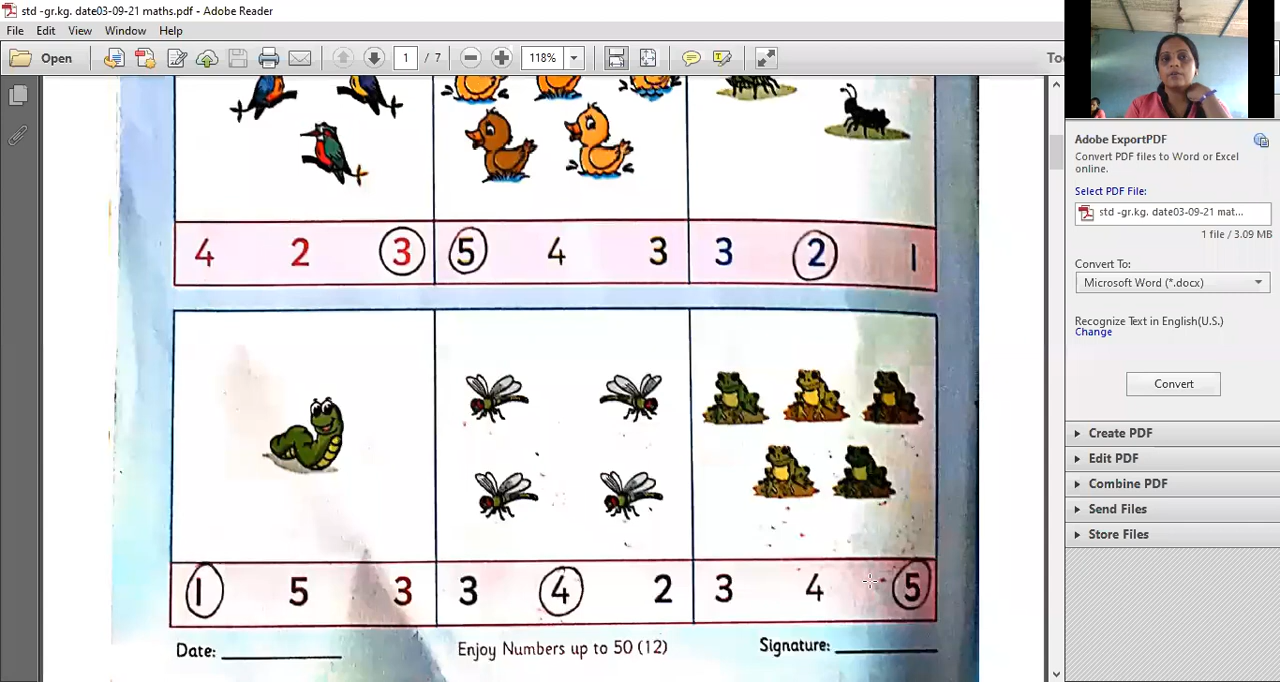 std -gr.kg. date03-09-21 maths.pdf - Adobe Reader
File Edit View Window Help
Open 1 / 7 118%
Adobe ExportPDF
Convert PDF files to Word or Excel
online.
Select PDF File:
std -gr.kg. date03-09-21 mat...
1 file / 3.09 MB
Convert To:
Microsoft Word (*.docx)
Recognize Text in English(U.S.)
Change
Convert
Create PDF
Edit PDF
Combine PDF
Send Files
Store Files
4 2 3 5 4 3 3 2 1
1 5 3 3 4 2 3 4 5
Date: Enjoy Numbers up to 50 (12) Signature: